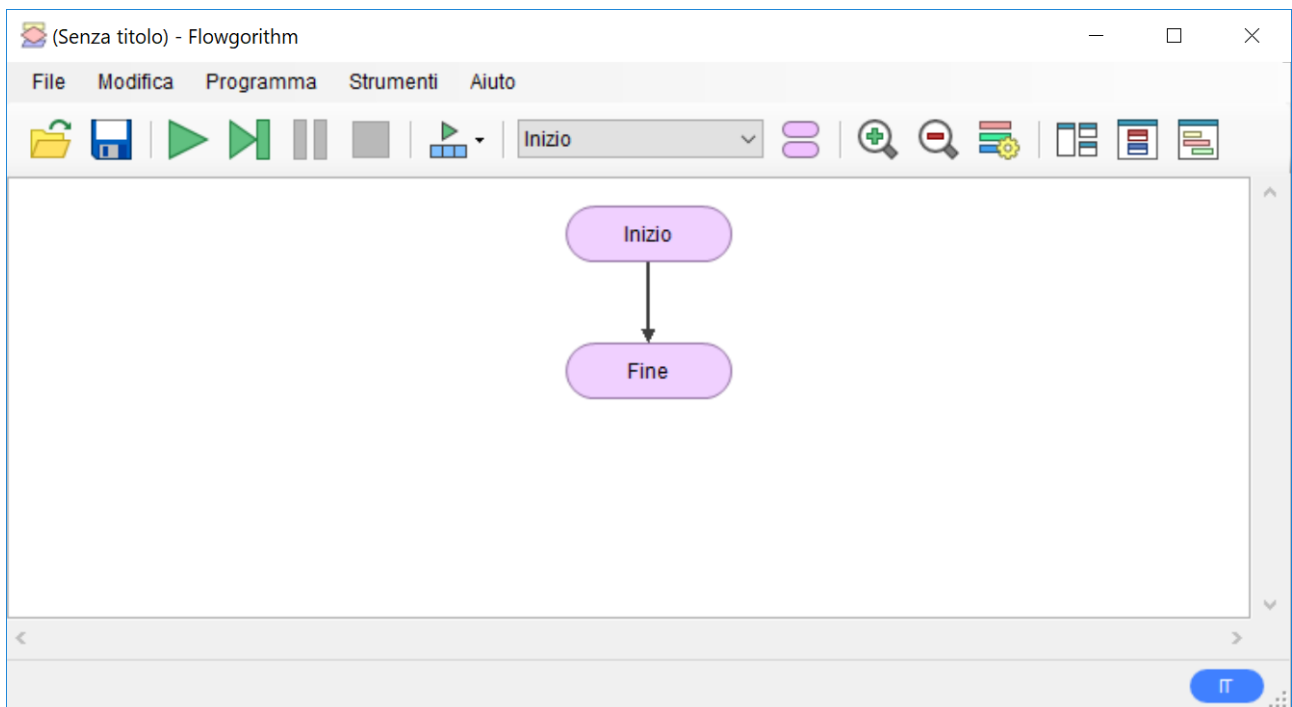 (Senza titolo) - Flowgorithm
File Modifica Programma Strumenti Aiuto
Inizio
Inizio
Fine
IT